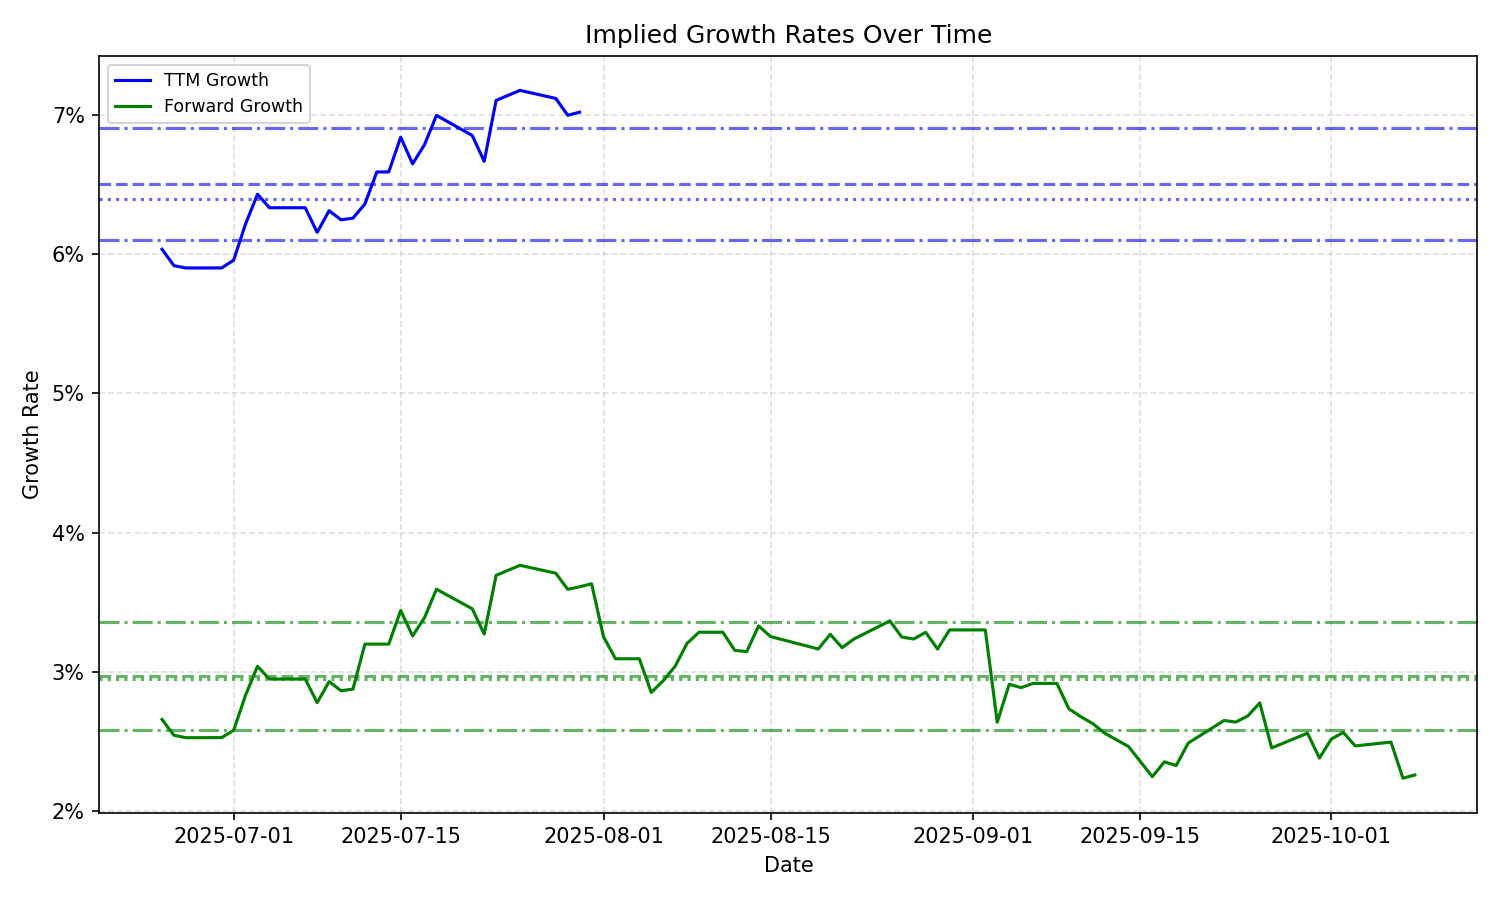 Implied Growth Rates Over Time
TTM Growth
Forward Growth
7%
6%
5%
4%
3%
2%
Growth Rate
2025-07-01
2025-07-15
2025-08-01
2025-08-15
2025-09-01
2025-09-15
2025-10-01
Date